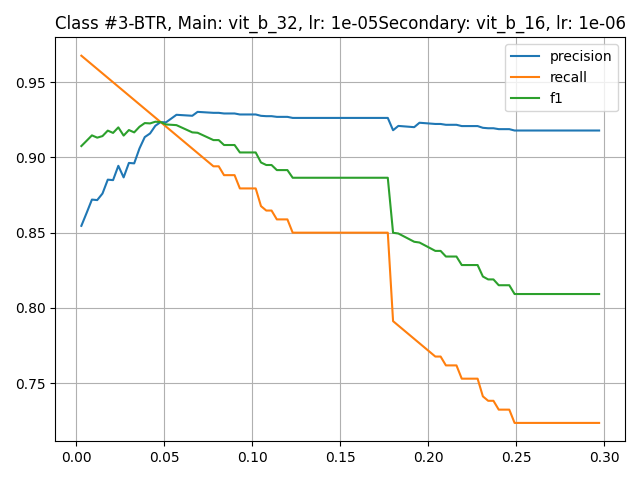 Class #3-BTR, Main: vit_b_32, lr: 1e-05Secondary: vit_b_16, lr: 1e-06
precision
recall
f1
0.95
0.90
0.85
0.80
0.75
0.00 0.05 0.10 0.15 0.20 0.25 0.30